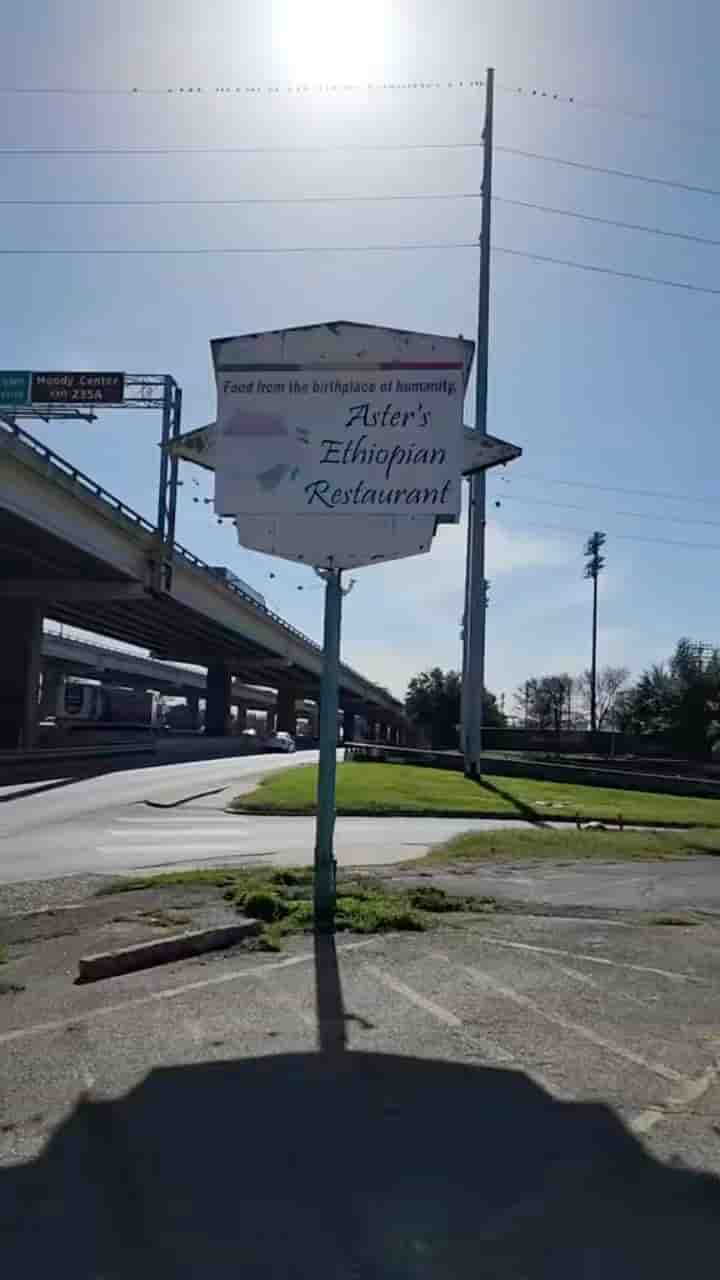 Moody Center
EXIT 235A
Food from the birthplace of humanity.
Aster's
Ethiopian
Restaurant